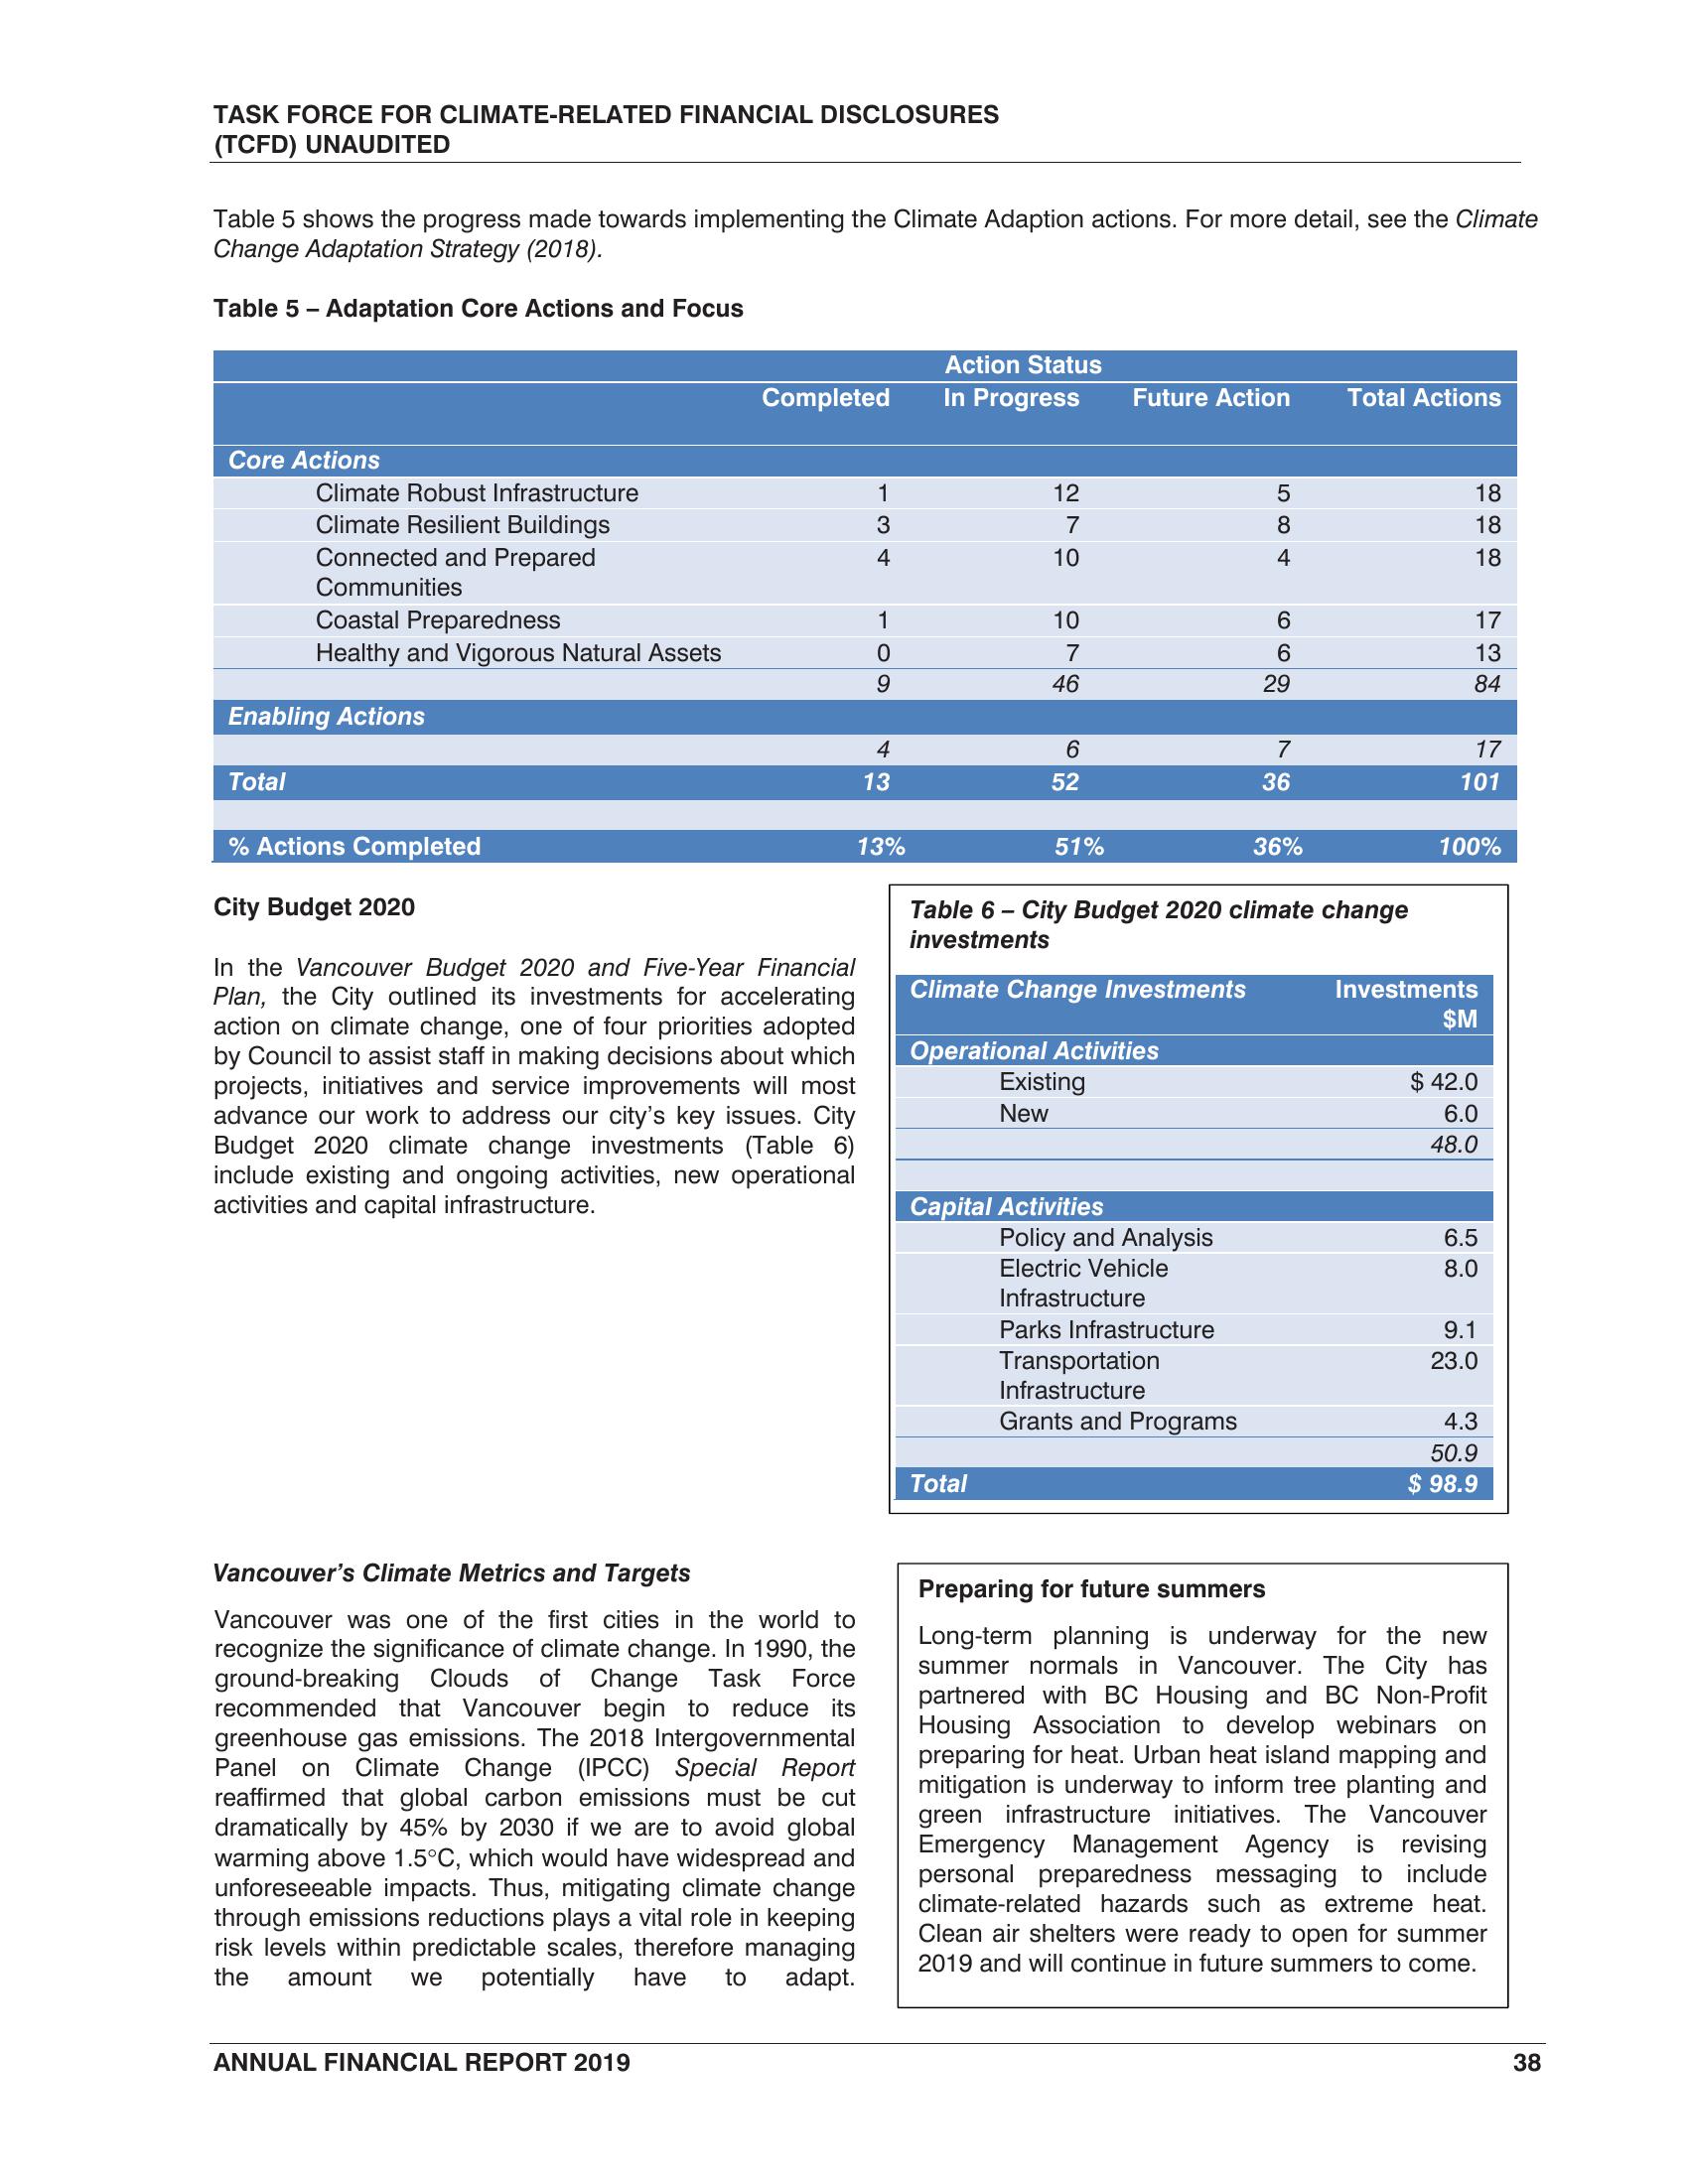 TASK FORCE FOR CLIMATE-RELATED FINANCIAL DISCLOSURES
(TCFD) UNAUDITED
Table 5 shows the progress made towards implementing the Climate Adaption actions. For more detail, see the Climate
Change Adaptation Strategy (2018).
Table 5 – Adaptation Core Actions and Focus
Action Status
Completed In Progress Future Action Total Actions
Core Actions
Climate Robust Infrastructure 1 12 5 18
Climate Resilient Buildings 3 7 8 18
Connected and Prepared 4 10 4 18
Communities
Coastal Preparedness 1 10 6 17
Healthy and Vigorous Natural Assets 0 7 6 13
9 46 29 84
Enabling Actions
4 6 7 17
Total 13 52 36 101
% Actions Completed 13% 51% 36% 100%
City Budget 2020
In the Vancouver Budget 2020 and Five-Year Financial
Plan, the City outlined its investments for accelerating
action on climate change, one of four priorities adopted
by Council to assist staff in making decisions about which
projects, initiatives and service improvements will most
advance our work to address our city's key issues. City
Budget 2020 climate change investments (Table 6)
include existing and ongoing activities, new operational
activities and capital infrastructure.
Table 6 – City Budget 2020 climate change
investments
Climate Change Investments Investments
$M
Operational Activities
Existing $ 42.0
New 6.0
48.0
Capital Activities
Policy and Analysis 6.5
Electric Vehicle 8.0
Infrastructure
Parks Infrastructure 9.1
Transportation 23.0
Infrastructure
Grants and Programs 4.3
50.9
Total $ 98.9
Vancouver's Climate Metrics and Targets
Vancouver was one of the first cities in the world to
recognize the significance of climate change. In 1990, the
ground-breaking Clouds of Change Task Force
recommended that Vancouver begin to reduce its
greenhouse gas emissions. The 2018 Intergovernmental
Panel on Climate Change (IPCC) Special Report
reaffirmed that global carbon emissions must be cut
dramatically by 45% by 2030 if we are to avoid global
warming above 1.5°C, which would have widespread and
unforeseeable impacts. Thus, mitigating climate change
through emissions reductions plays a vital role in keeping
risk levels within predictable scales, therefore managing
the amount we potentially have to adapt.
Preparing for future summers
Long-term planning is underway for the new
summer normals in Vancouver. The City has
partnered with BC Housing and BC Non-Profit
Housing Association to develop webinars on
preparing for heat. Urban heat island mapping and
mitigation is underway to inform tree planting and
green infrastructure initiatives. The Vancouver
Emergency Management Agency is revising
personal preparedness messaging to include
climate-related hazards such as extreme heat.
Clean air shelters were ready to open for summer
2019 and will continue in future summers to come.
ANNUAL FINANCIAL REPORT 2019 38